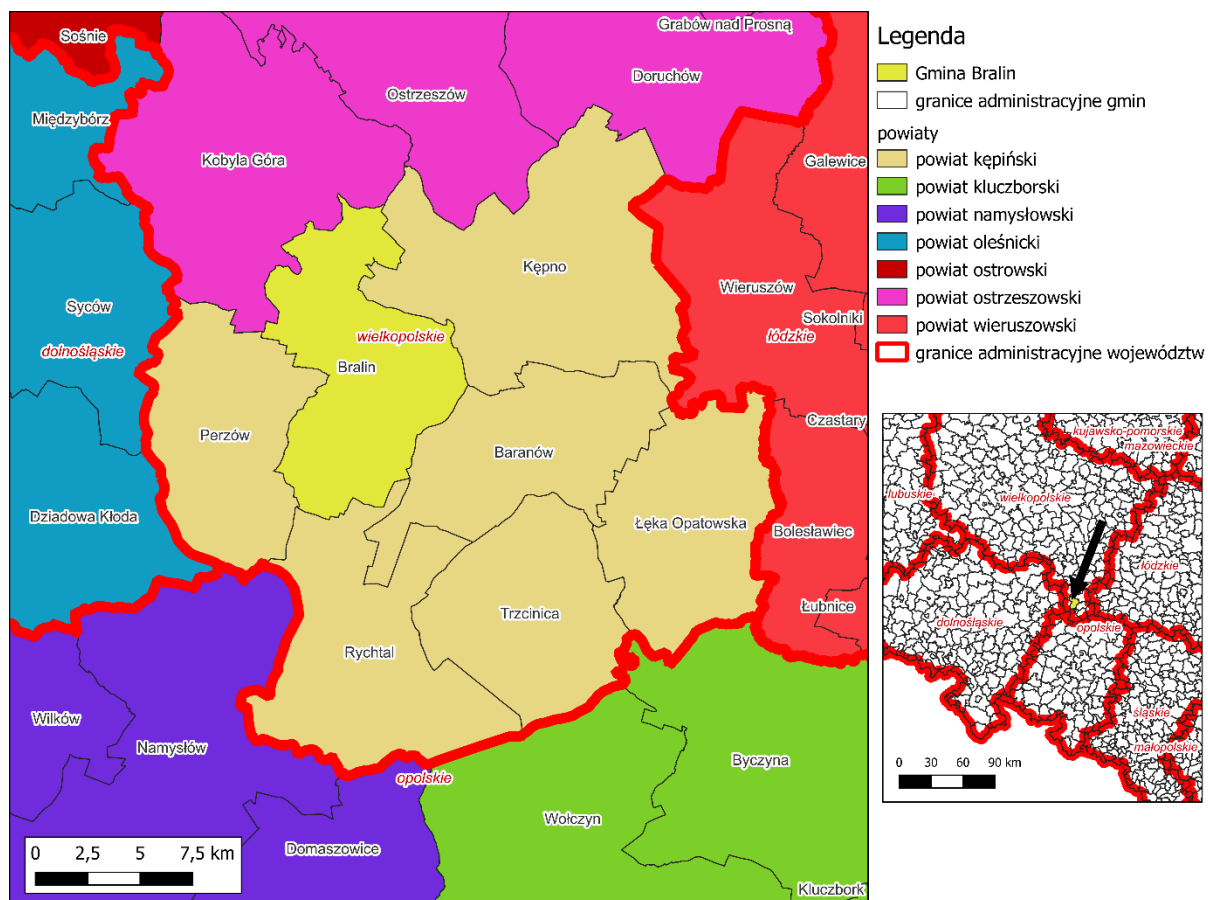 Sośnie
Grabów nad Prosną
Doruchów
Ostrzeszów
Międzybórz
Kobyla Góra
Galewice
Kępno
Wieruszów
Syców
Sokolniki
dolnośląskie
wielkopolskie
łódzkie
Bralin
Czastary
Perzów
Baranów
Dziadowa Kłoda
Łęka Opatowska
Bolesławiec
Trzcinica
Łubnice
Rychtal
Wilków
Namysłów
Byczyna
opolskie
Wołczyn
Domaszowice
Kluczbork
0 2,5 5 7,5 km
Legenda
Gmina Bralin
granice administracyjne gmin
powiaty
powiat kępiński
powiat kluczborski
powiat namysłowski
powiat oleśnicki
powiat ostrowski
powiat ostrzeszowski
powiat wieruszowski
granice administracyjne województw
kujawsko-pomorskie
mazowieckie
lubuskie
wielkopolskie
łódzkie
dolnośląskie
opolskie
śląskie
małopolskie
0 30 60 90 km